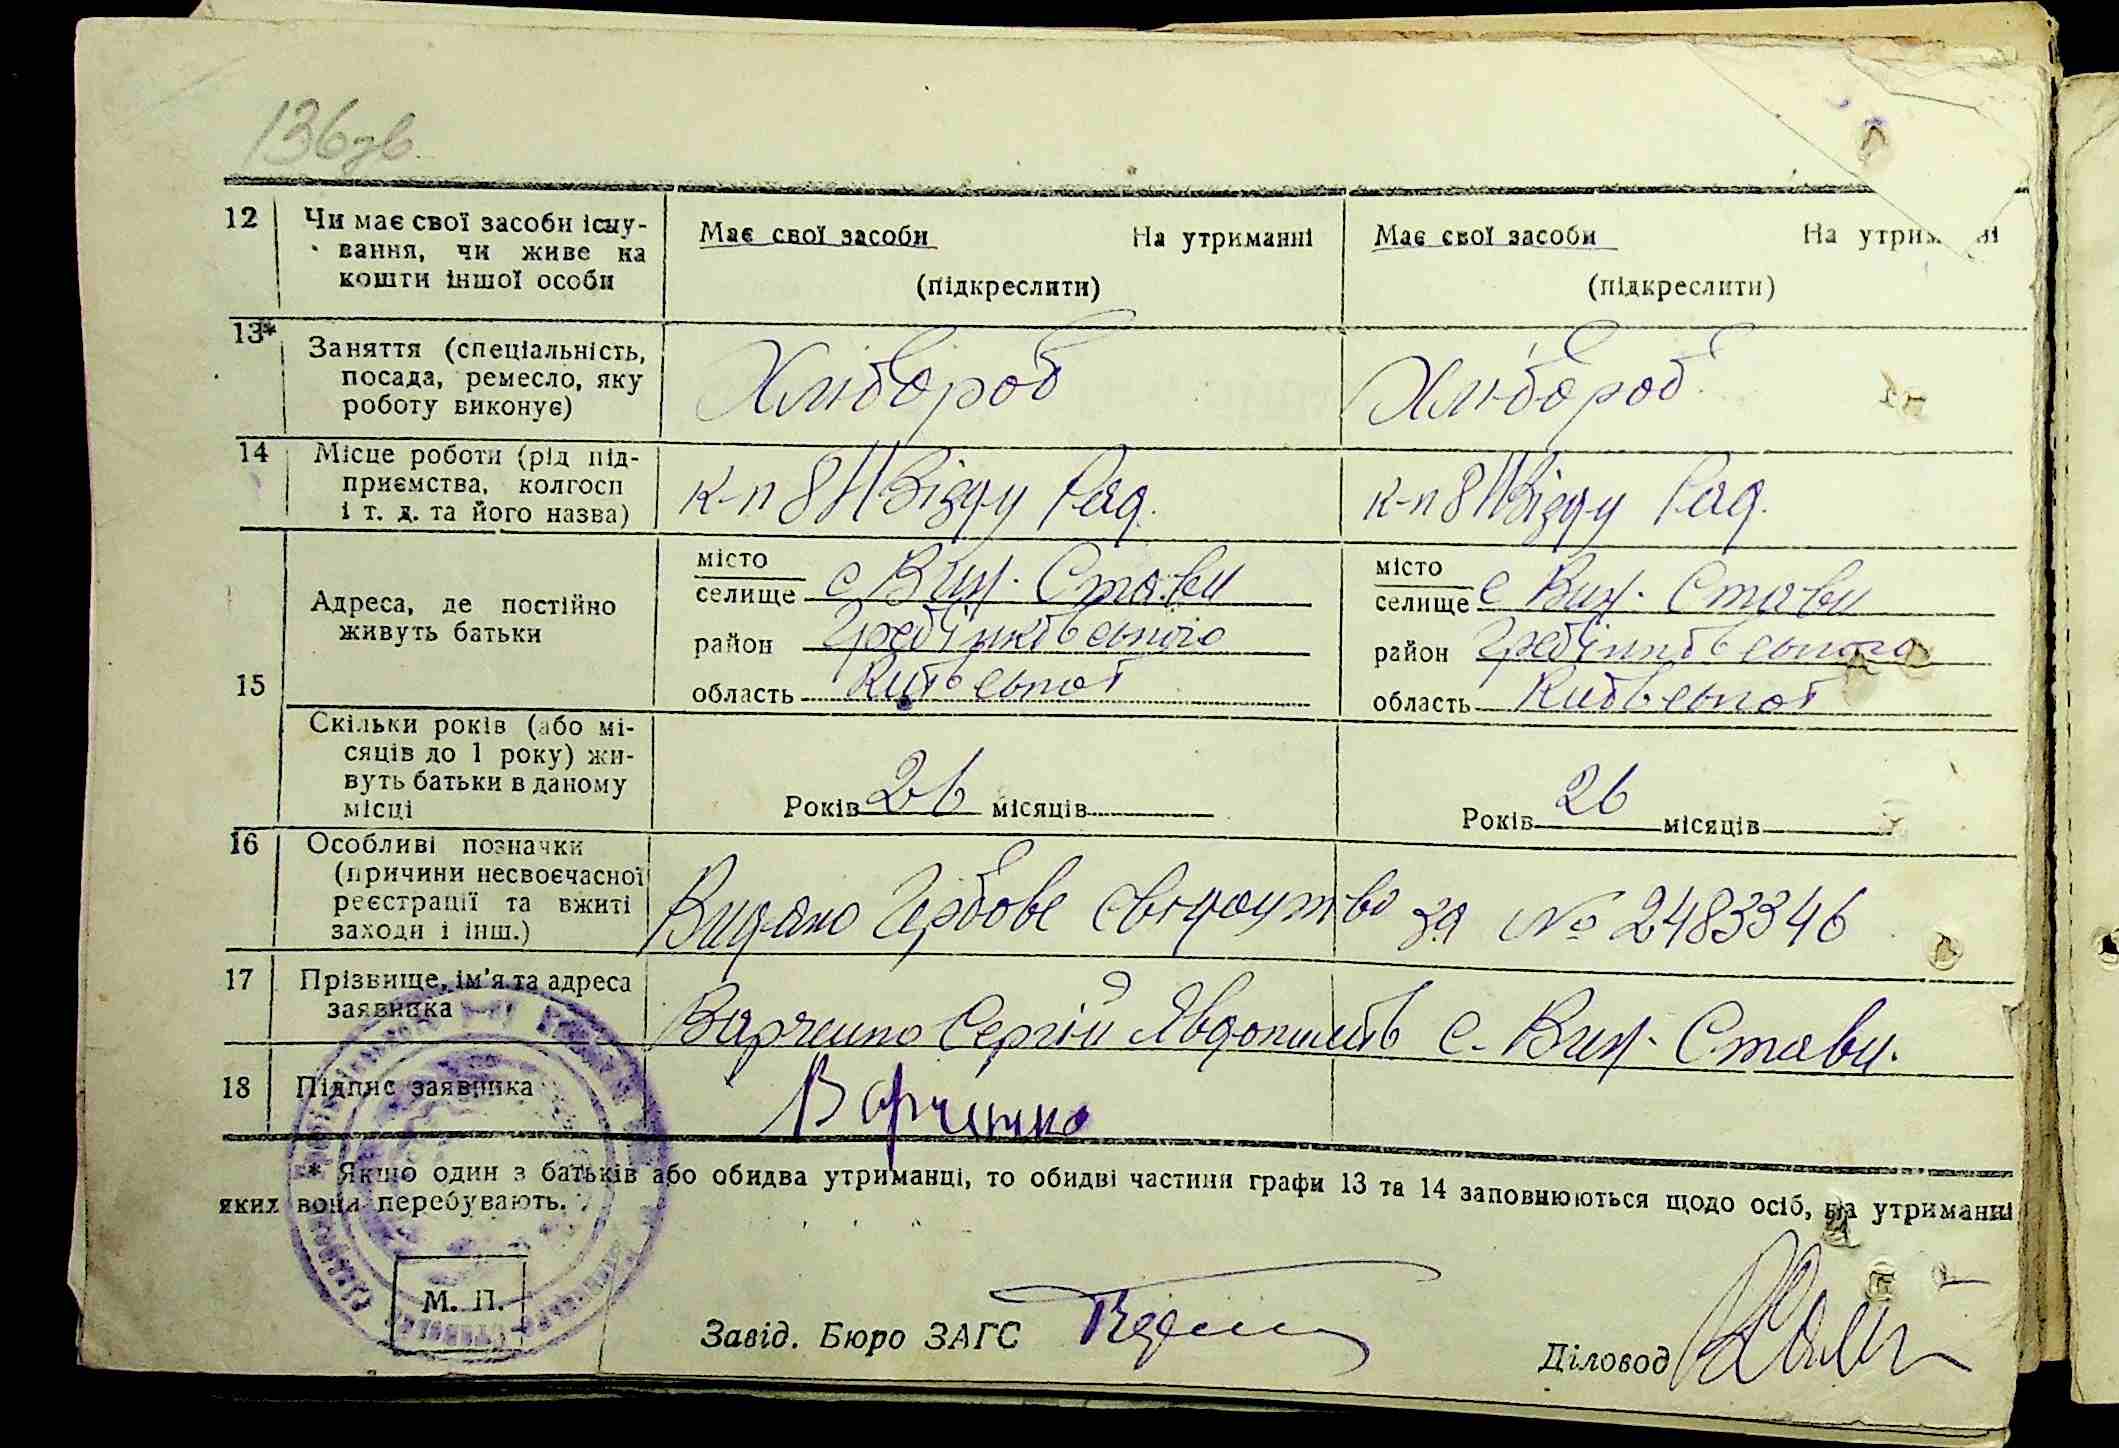 136зв
12 Чи має свої засоби існу-
вання, чи живе на
кошти іншої особи
Має свої засоби На утриманні
(підкреслити)
Має свої засоби
(підкреслити)
13* Заняття (спеціальність,
посада, ремесло, яку
роботу виконує)
Хлібороб
Хлібороб
14 Місце роботи (рід під-
приємства, колгосп
і т. д. та його назва)
к-п 8 Рад.
к-п 8 Рад.
15 Адреса, де постійно
живуть батьки
місто
селище с Виж. Стави
район Гребінківського
область Київської
місто
селище с Виж. Стави
район Гребінківського
область Київської
Скільки років (або мі-
сяців до 1 року) жи-
вуть батьки в даному
місці
Років 26 місяців
Років 26 місяців
16 Особливі позначки
(причини несвоєчасної
реєстрації та вжиті
заходи і інш.)
Видано Гербове свідоцтво за № 2483346
17 Прізвище, ім'я та адреса
заявника
Варченко Сергій с. Виж. Стави.
18 Підпис заявника
Варченко
* Якщо один з батьків або обидва утриманці, то обидві частини графи 13 та 14 заповнюються щодо осіб, на утриманні
яких вони перебувають.
М. П.
Завід. Бюро ЗАГС
Діловод